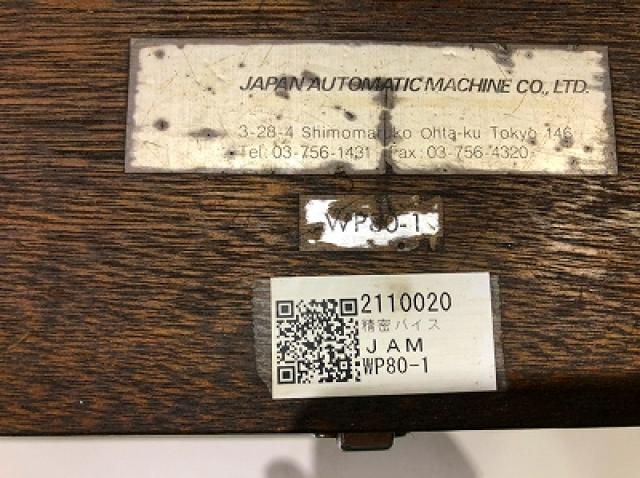 JAPAN AUTOMATIC MACHINE CO., LTD.
3-28-4 Shimomaruko Ohta-ku Tokyo 146
Tel: 03-756-1431 Fax: 03-756-4320
WP80-1
2110020
精密バイス
JAM
WP80-1